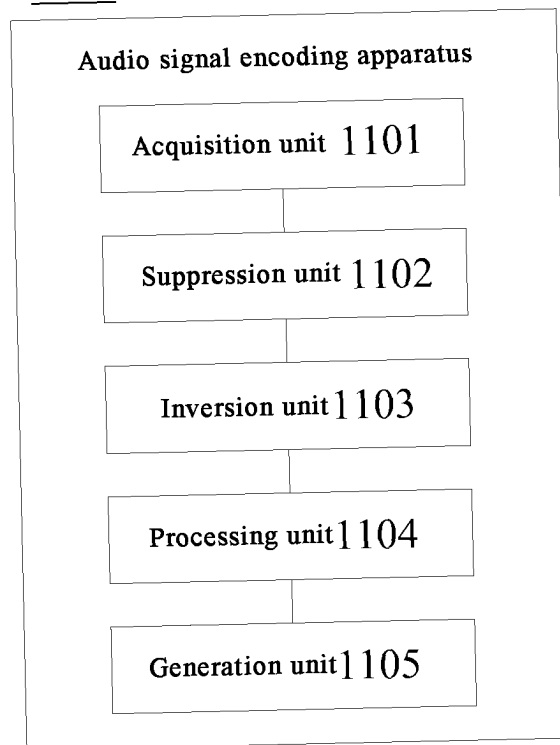 Audio signal encoding apparatus
Acquisition unit 1101
Suppression unit 1102
Inversion unit 1103
Processing unit 1104
Generation unit 1105